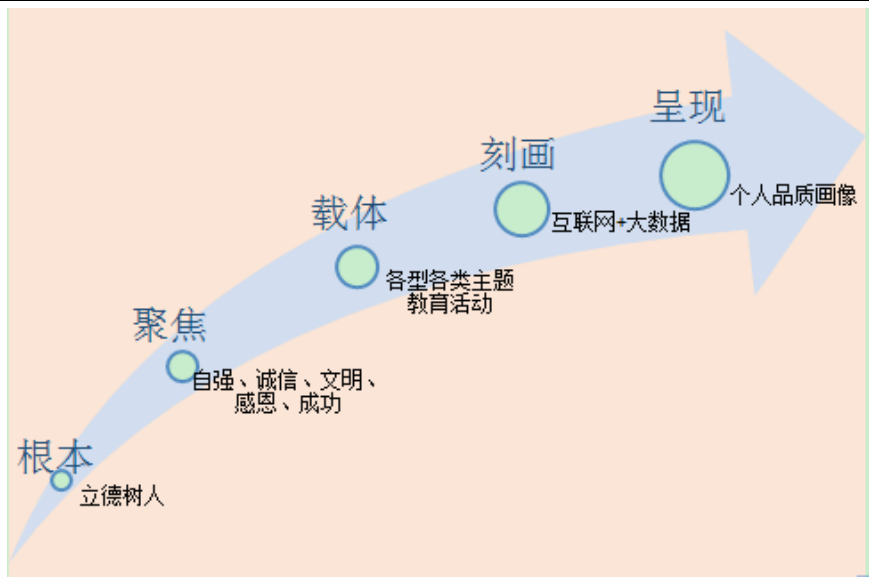 呈现
个人品质画像
刻画
互联网+大数据
载体
各型各类主题
教育活动
聚焦
自强、诚信、文明、
感恩、成功
根本
立德树人